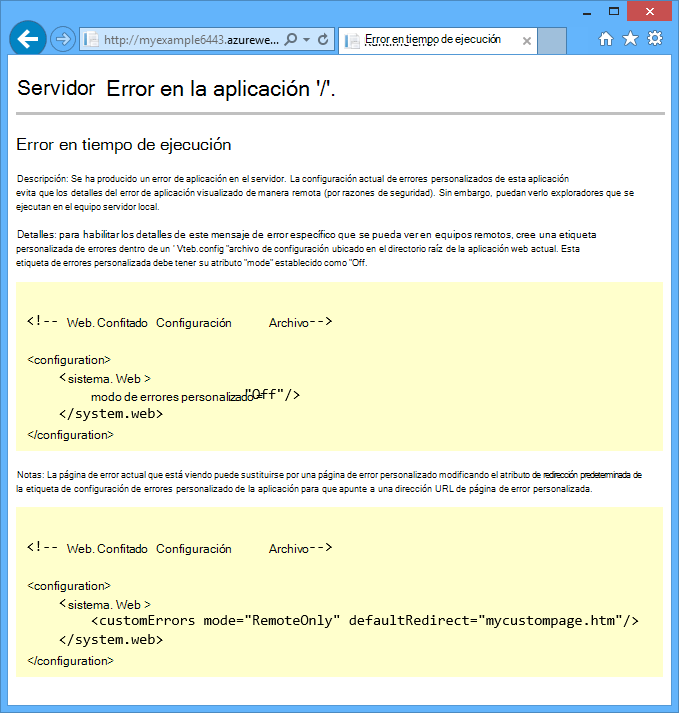 http://myexample6443.azurewe...
Error en tiempo de ejecución
Servidor Error en la aplicación '/'.
Error en tiempo de ejecución
Descripción: Se ha producido un error de aplicación en el servidor. La configuración actual de errores personalizados de esta aplicación
evita que los detalles del error de aplicación visualizado de manera remota (por razones de seguridad). Sin embargo, puedan verlo exploradores que se
ejecutan en el equipo servidor local.
Detalles: para habilitar los detalles de este mensaje de error específico que se pueda ver en equipos remotos, cree una etiqueta
personalizada de errores dentro de un ' Vteb.config "archivo de configuración ubicado en el directorio raíz de la aplicación web actual. Esta
etiqueta de errores personalizada debe tener su atributo "mode" establecido como "Off.
<!-- Web. Confitado Configuración Archivo-->
<configuration>
<sistema. Web >
modo de errores personalizado = "Off"/>
</system.web>
</configuration>
Notas: La página de error actual que está viendo puede sustituirse por una página de error personalizado modificando el atributo de redirección predeterminada de
la etiqueta de configuración de errores personalizado de la aplicación para que apunte a una dirección URL de página de error personalizada.
<!-- Web. Confitado Configuración Archivo-->
<configuration>
<sistema. Web >
<customErrors mode="RemoteOnly" defaultRedirect="mycustompage.htm"/>
</system.web>
</configuration>